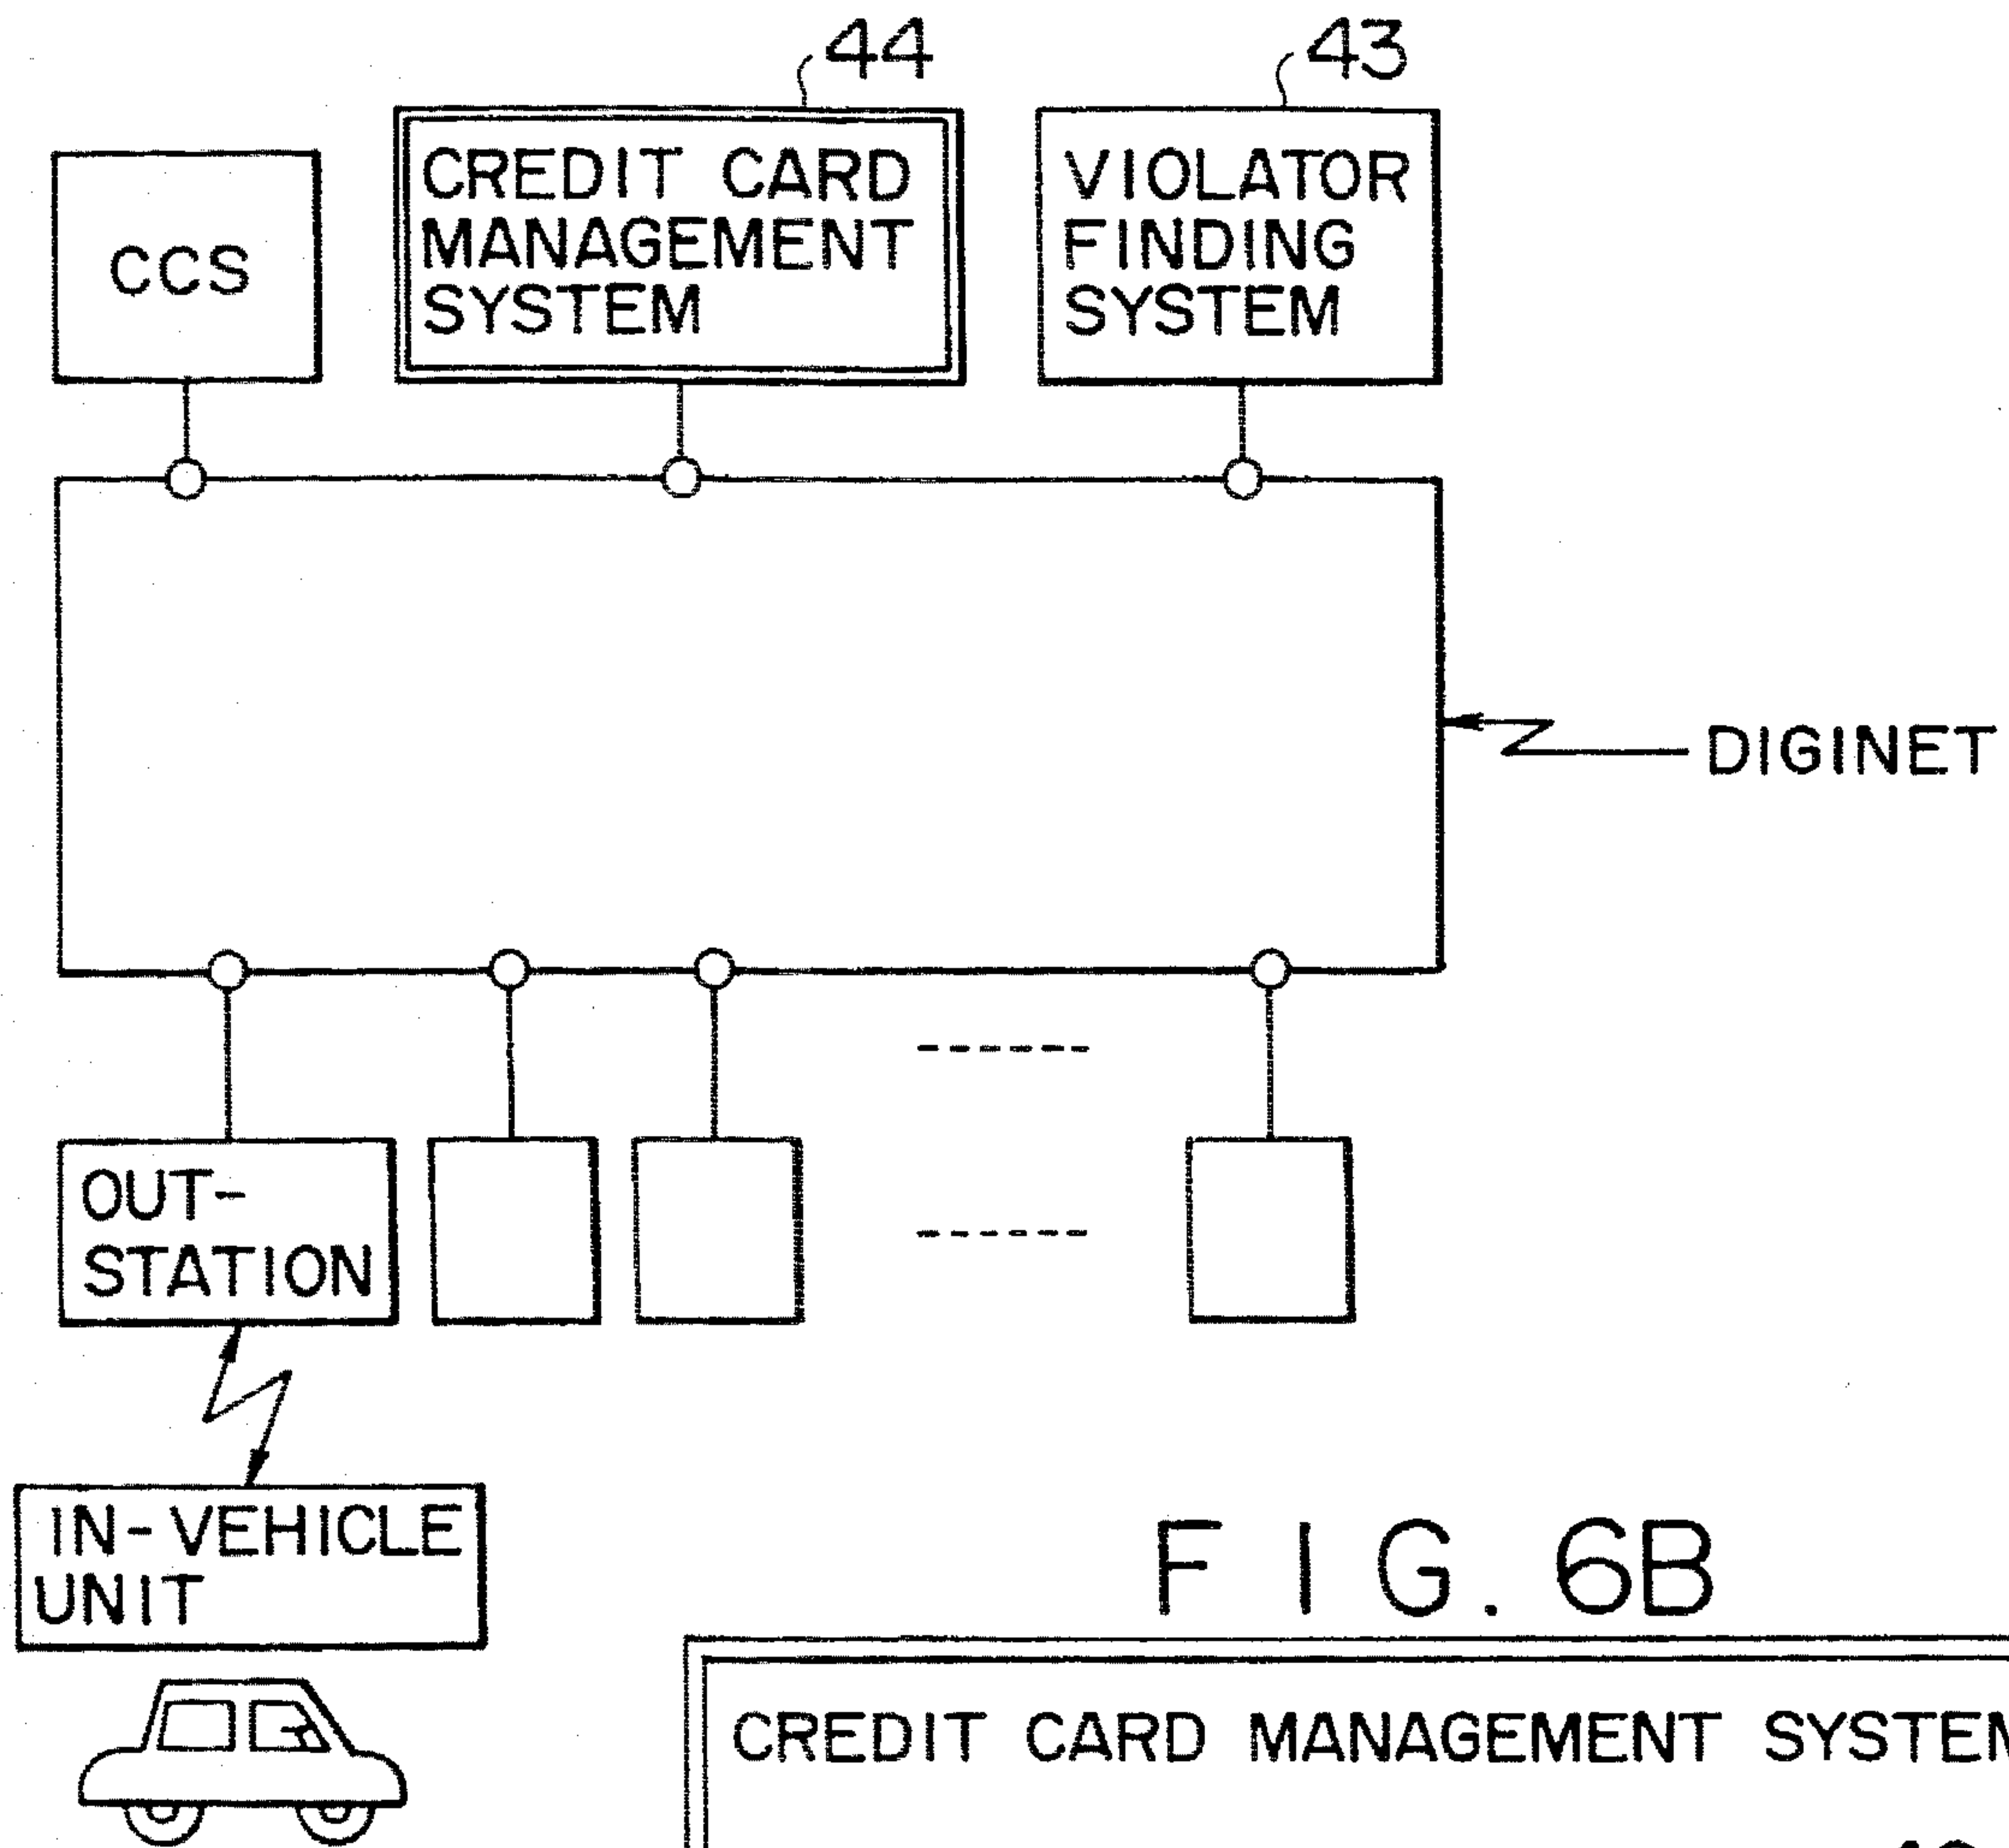 44
43
CCS
CREDIT CARD
MANAGEMENT
SYSTEM
VIOLATOR
FINDING
SYSTEM
DIGINET
OUT-
STATION
IN-VEHICLE
UNIT
FIG. 6B
CREDIT CARD MANAGEMENT SYSTEM